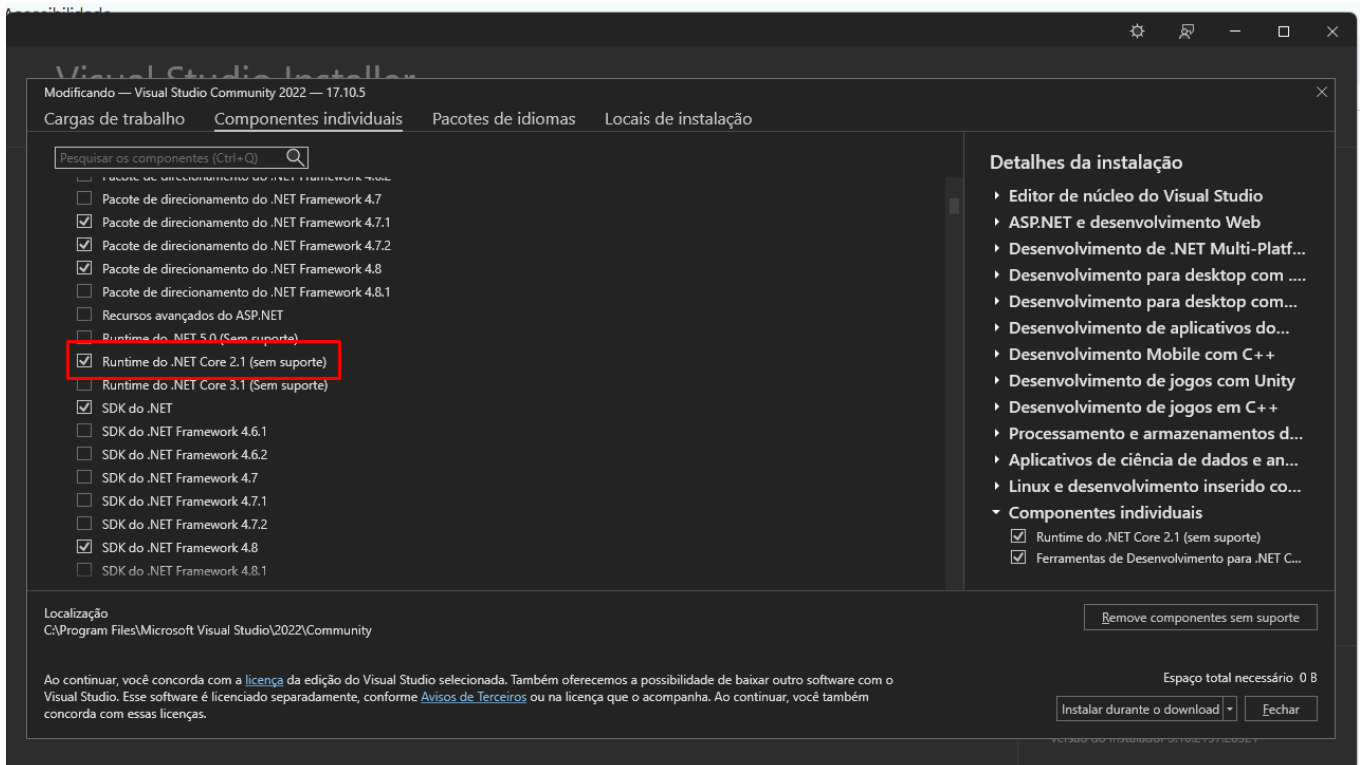 Acessibilidade
Visual Studio Installer
Modificando — Visual Studio Community 2022 — 17.10.5
Cargas de trabalho Componentes individuais Pacotes de idiomas Locais de instalação
Pesquisar os componentes (Ctrl+Q)
Pacote de direcionamento do .NET Framework 4.6.2
Pacote de direcionamento do .NET Framework 4.7
Pacote de direcionamento do .NET Framework 4.7.1
Pacote de direcionamento do .NET Framework 4.7.2
Pacote de direcionamento do .NET Framework 4.8
Pacote de direcionamento do .NET Framework 4.8.1
Recursos avançados do ASP.NET
Runtime do .NET 5.0 (Sem suporte)
Runtime do .NET Core 2.1 (sem suporte)
Runtime do .NET Core 3.1 (Sem suporte)
SDK do .NET
SDK do .NET Framework 4.6.1
SDK do .NET Framework 4.6.2
SDK do .NET Framework 4.7
SDK do .NET Framework 4.7.1
SDK do .NET Framework 4.7.2
SDK do .NET Framework 4.8
SDK do .NET Framework 4.8.1
Detalhes da instalação
Editor de núcleo do Visual Studio
ASP.NET e desenvolvimento Web
Desenvolvimento de .NET Multi-Platf...
Desenvolvimento para desktop com ....
Desenvolvimento para desktop com...
Desenvolvimento de aplicativos do...
Desenvolvimento Mobile com C++
Desenvolvimento de jogos com Unity
Desenvolvimento de jogos em C++
Processamento e armazenamentos d...
Aplicativos de ciência de dados e an...
Linux e desenvolvimento inserido co...
Componentes individuais
Runtime do .NET Core 2.1 (sem suporte)
Ferramentas de Desenvolvimento para .NET C...
Localização
C:\Program Files\Microsoft Visual Studio\2022\Community
Remove componentes sem suporte
Ao continuar, você concorda com a licença da edição do Visual Studio selecionada. Também oferecemos a possibilidade de baixar outro software com o
Visual Studio. Esse software é licenciado separadamente, conforme Avisos de Terceiros ou na licença que o acompanha. Ao continuar, você também
concorda com essas licenças.
Espaço total necessário 0 B
Instalar durante o download Fechar